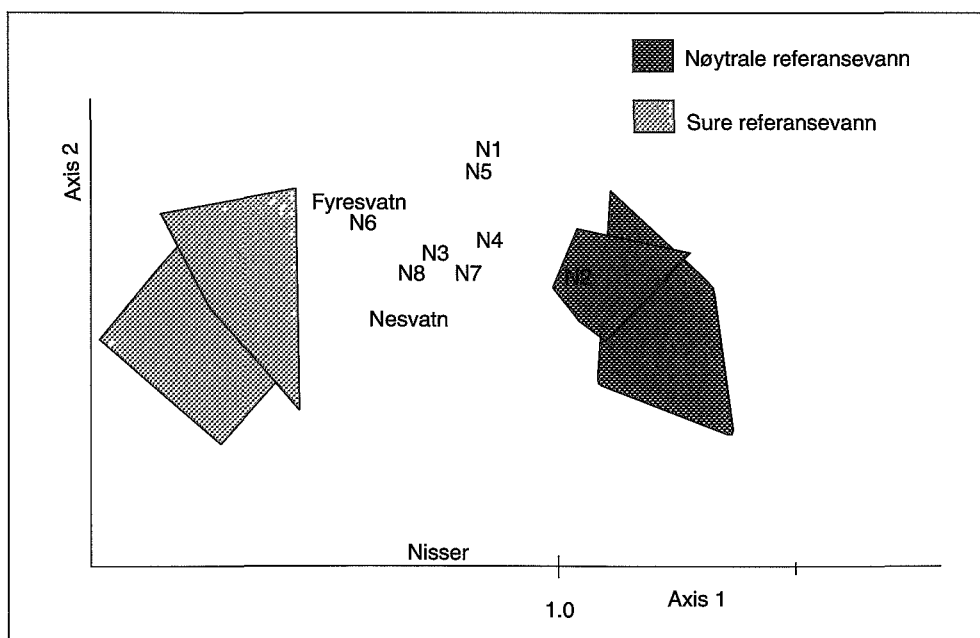 Nøytrale referansevann
Sure referansevann
Axis 2
N1
N5
Fyresvatn
N6
N4
N3
N8
N7
N2
Nesvatn
Nisser
1.0
Axis 1